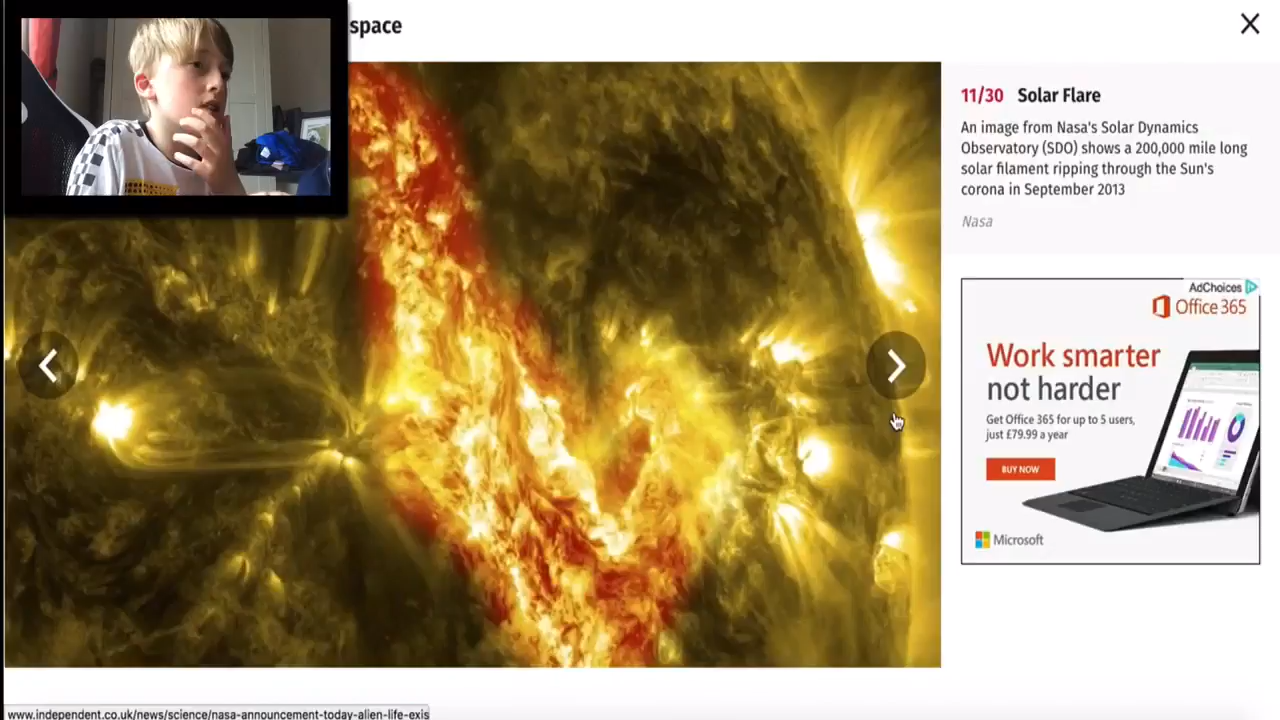 space
11/30 Solar Flare
An image from Nasa's Solar Dynamics
Observatory (SDO) shows a 200,000 mile long
solar filament ripping through the Sun's
corona in September 2013
Nasa
AdChoices
Office 365
Work smarter
not harder
Get Office 365 for up to 5 users,
just £79.99 a year
BUY NOW
Microsoft
www.independent.co.uk/news/science/nasa-announcement-today-alien-life-exis